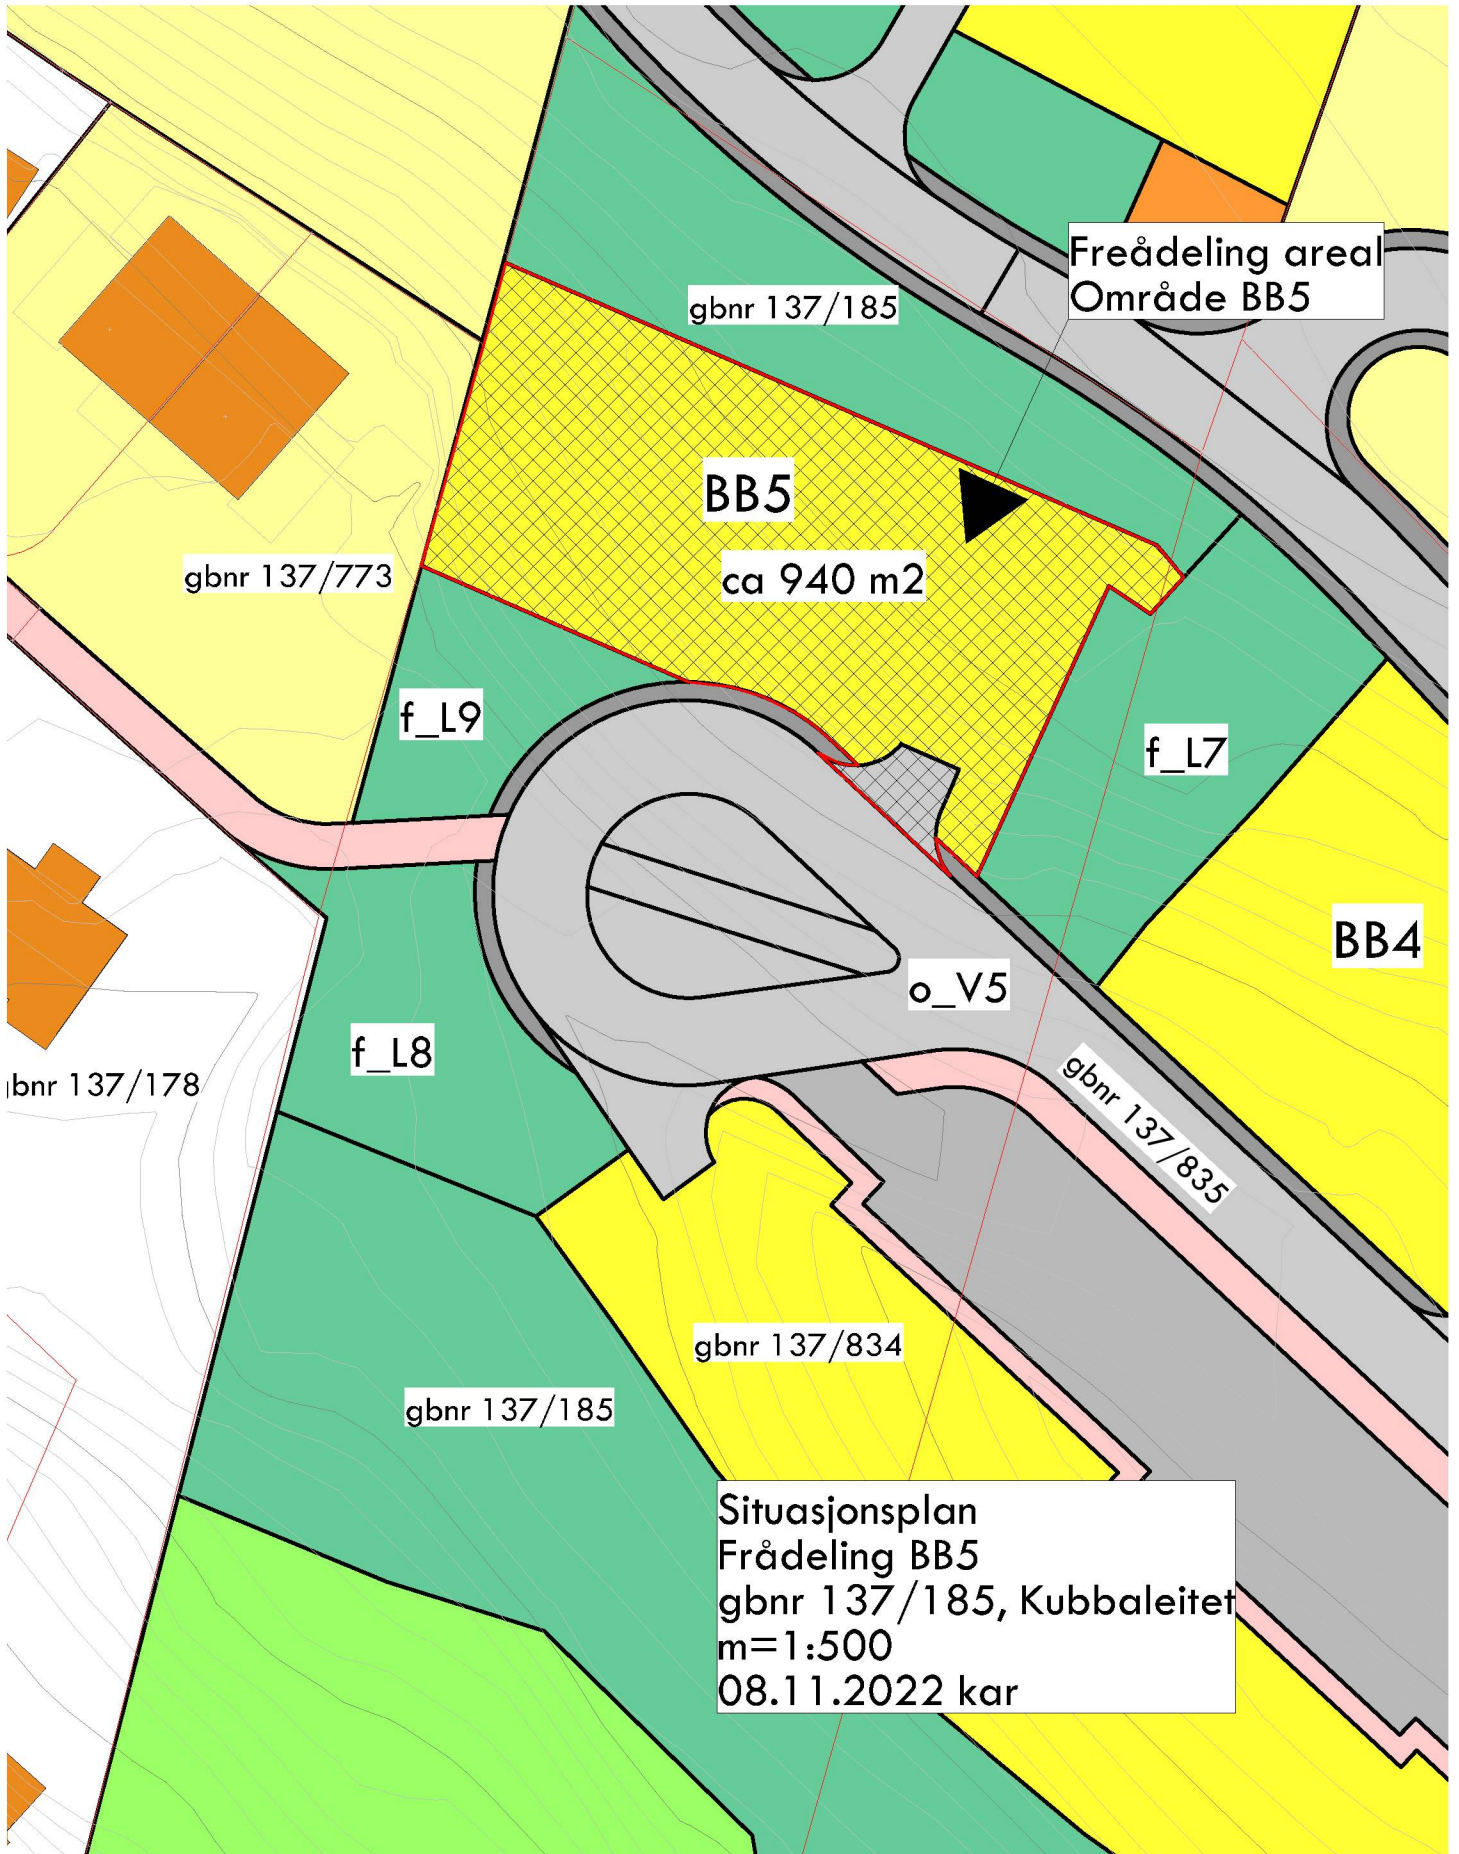 Freådeling areal
Område BB5
gbnr 137/185
BB5
ca 940 m2
gbnr 137/773
f_L9
f_L7
BB4
o_V5
f_L8
gbnr 137/178
gbnr 137/835
gbnr 137/834
gbnr 137/185
Situasjonsplan
Frådeling BB5
gbnr 137/185, Kubbaleitet
m=1:500
08.11.2022 kar